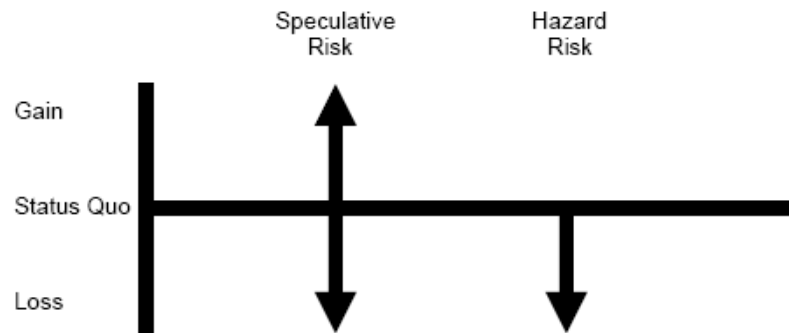 Speculative
Risk
Hazard
Risk
Gain
Status Quo
Loss